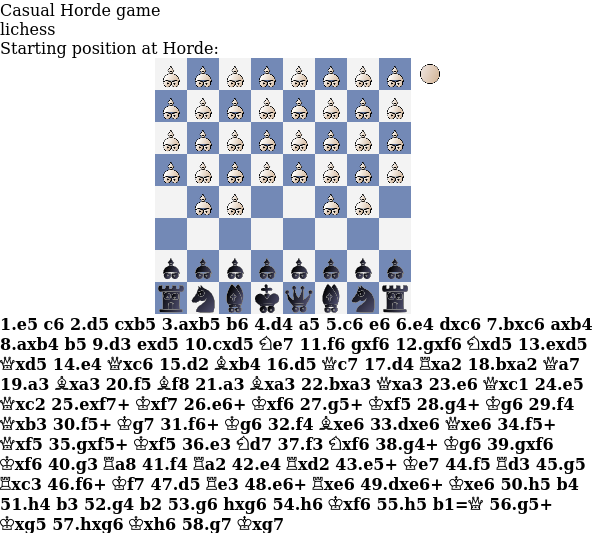 Casual Horde game
lichess
Starting position at Horde:
1.e5 c6 2.d5 cxb5 3.axb5 b6 4.d4 a5 5.c6 e6 6.e4 dxc6 7.bxc6 axb4
8.axb4 b5 9.d3 exd5 10.cxd5 ♘e7 11.f6 gxf6 12.gxf6 ♘xd5 13.exd5
♕xd5 14.e4 ♕xc6 15.d2 ♗xb4 16.d5 ♕c7 17.d4 ♖xa2 18.bxa2 ♕a7
19.a3 ♗xa3 20.f5 ♗f8 21.a3 ♗xa3 22.bxa3 ♕xa3 23.e6 ♕xc1 24.e5
♕xc2 25.exf7+ ♔xf7 26.e6+ ♔xf6 27.g5+ ♔xf5 28.g4+ ♔g6 29.f4
♕xb3 30.f5+ ♔g7 31.f6+ ♔g6 32.f4 ♗xe6 33.dxe6 ♕xe6 34.f5+
♕xf5 35.gxf5+ ♔xf5 36.e3 ♘d7 37.f3 ♘xf6 38.g4+ ♔g6 39.gxf6
♔xf6 40.g3 ♖a8 41.f4 ♖a2 42.e4 ♖xd2 43.e5+ ♔e7 44.f5 ♖d3 45.g5
♖xc3 46.f6+ ♔f7 47.d5 ♖e3 48.e6+ ♖xe6 49.dxe6+ ♔xe6 50.h5 b4
51.h4 b3 52.g4 b2 53.g6 hxg6 54.h6 ♔xf6 55.h5 b1=♕ 56.g5+
♔xg5 57.hxg6 ♔xh6 58.g7 ♔xg7